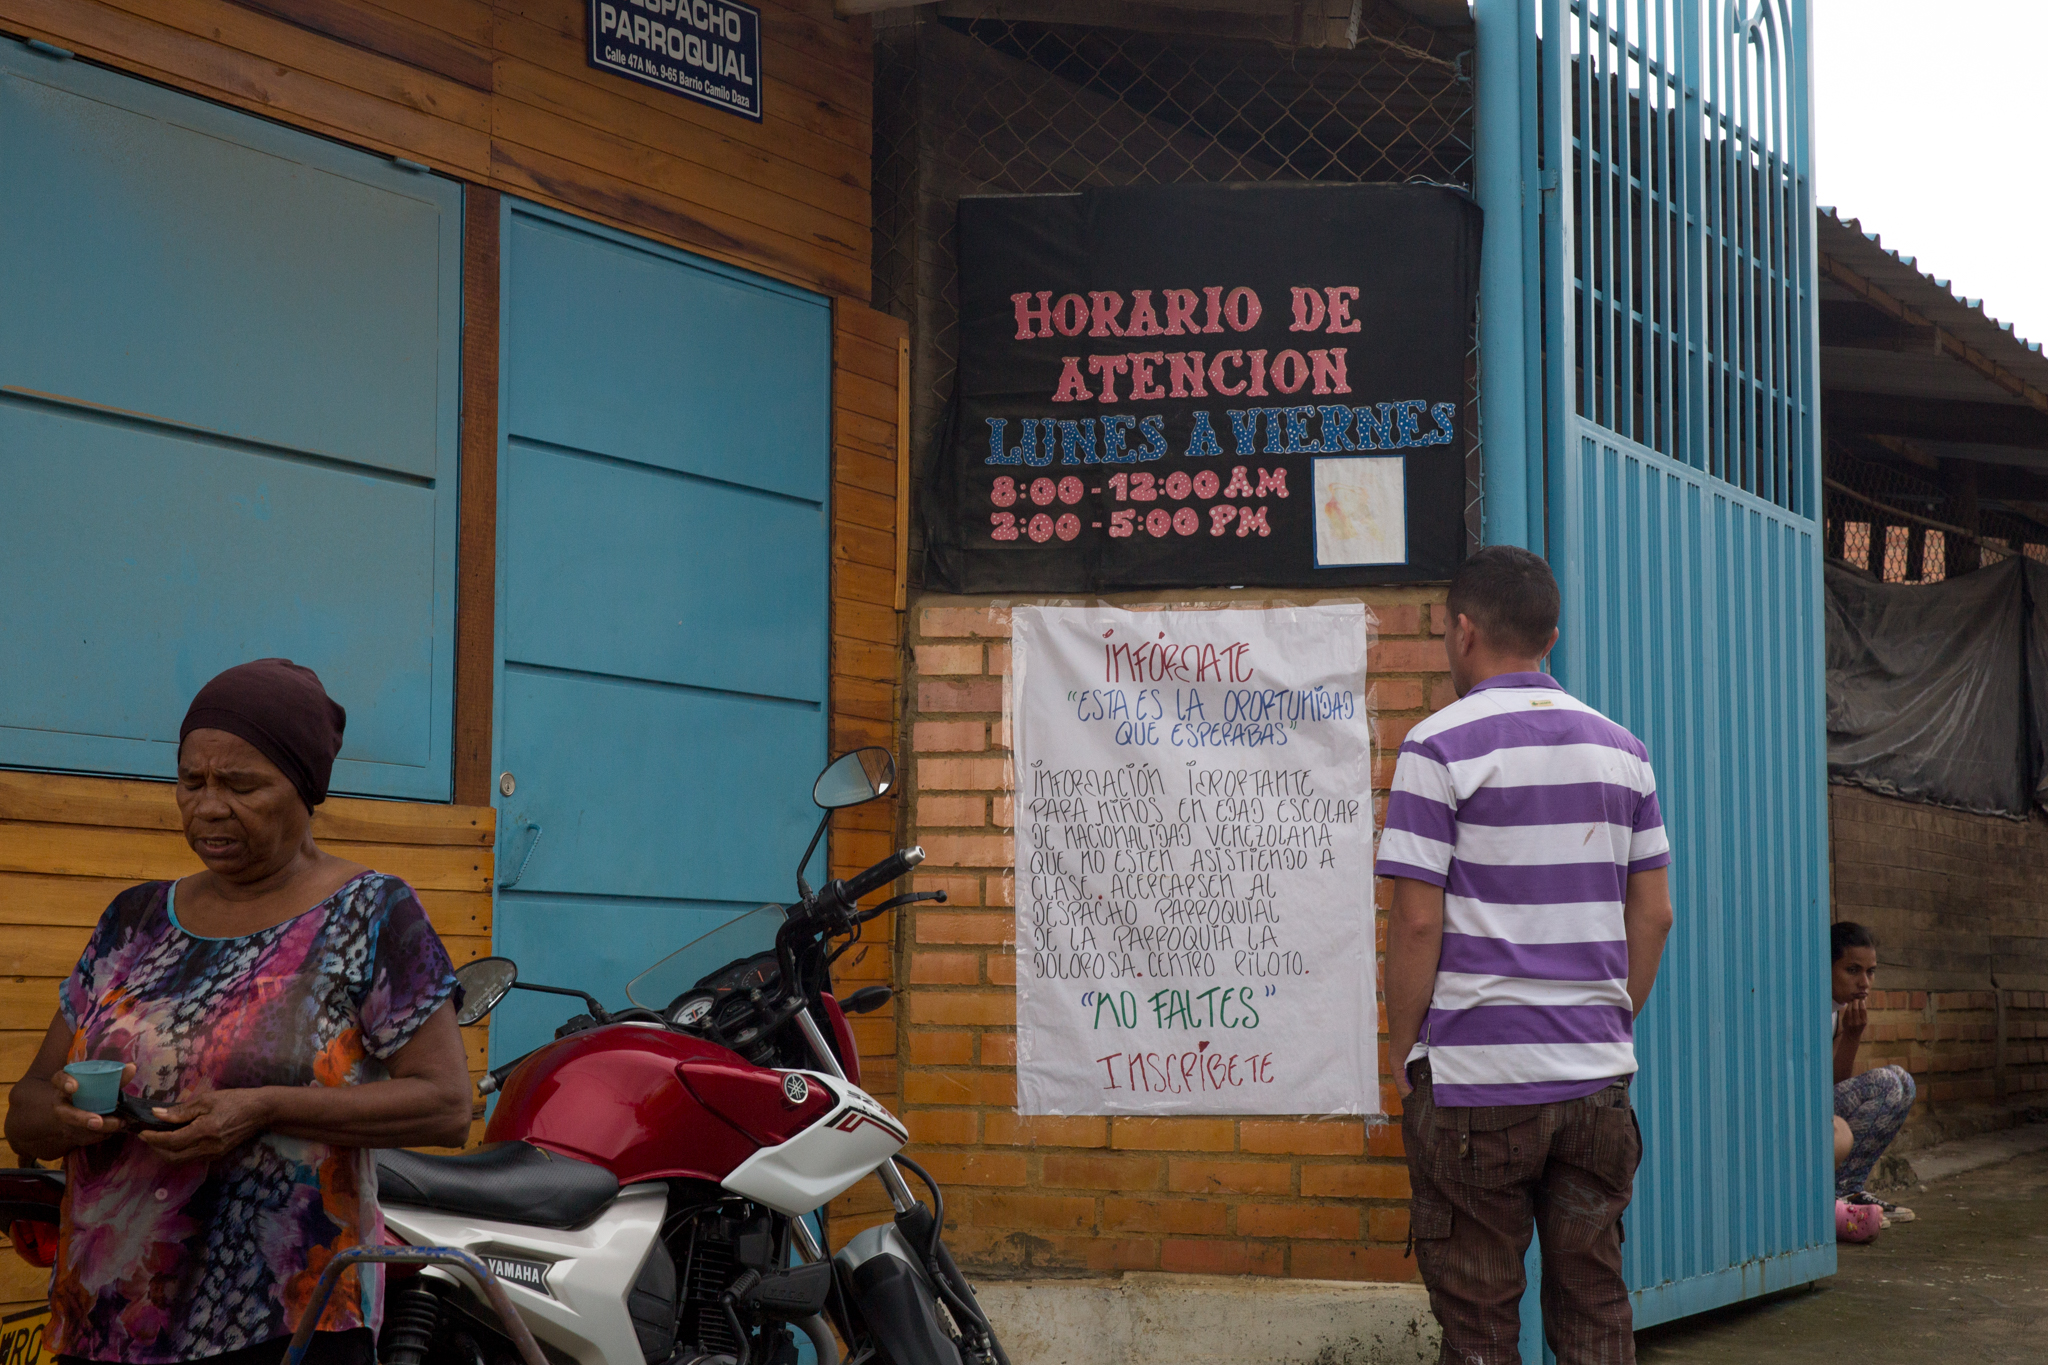 DESPACHO
PARROQUIAL
Calle 47A No. 9-65 Barrio Camilo Daza
HORARIO DE
ATENCION
LUNES A VIERNES
8:00 - 12:00 AM
2:00 - 5:00 PM
INFÓRMATE
"ESTA ES LA OPORTUNIDAD
QUE ESPERABAS"
INFORMACIÓN IMPORTANTE
PARA NIÑOS EN EDAD ESCOLAR
DE NACIONALIDAD VENEZOLANA
QUE NO ESTEN ASISTIENDO A
CLASE. ACERCARSEN AL
DESPACHO PARROQUIAL
DE LA PARROQUIA LA
DOLOROSA. CENTRO PILOTO.
"NO FALTES"
INSCRÍBETE
YAMAHA